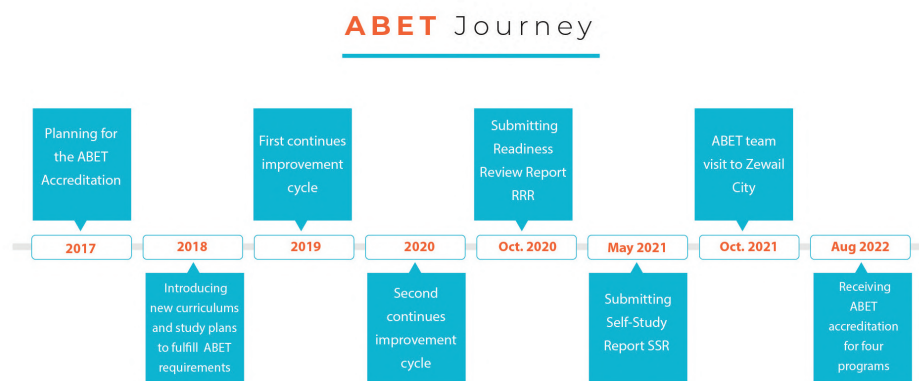 ABET Journey
Planning for
the ABET
Accreditation
2017
2018
Introducing
new curriculums
and study plans
to fulfill ABET
requirements
First continues
improvement
cycle
2019
2020
Second
continues
improvement
cycle
Submitting
Readiness
Review Report
RRR
Oct. 2020
May 2021
Submitting
Self-Study
Report SSR
ABET team
visit to Zewail
City
Oct. 2021
Aug 2022
Receiving
ABET
accreditation
for four
programs